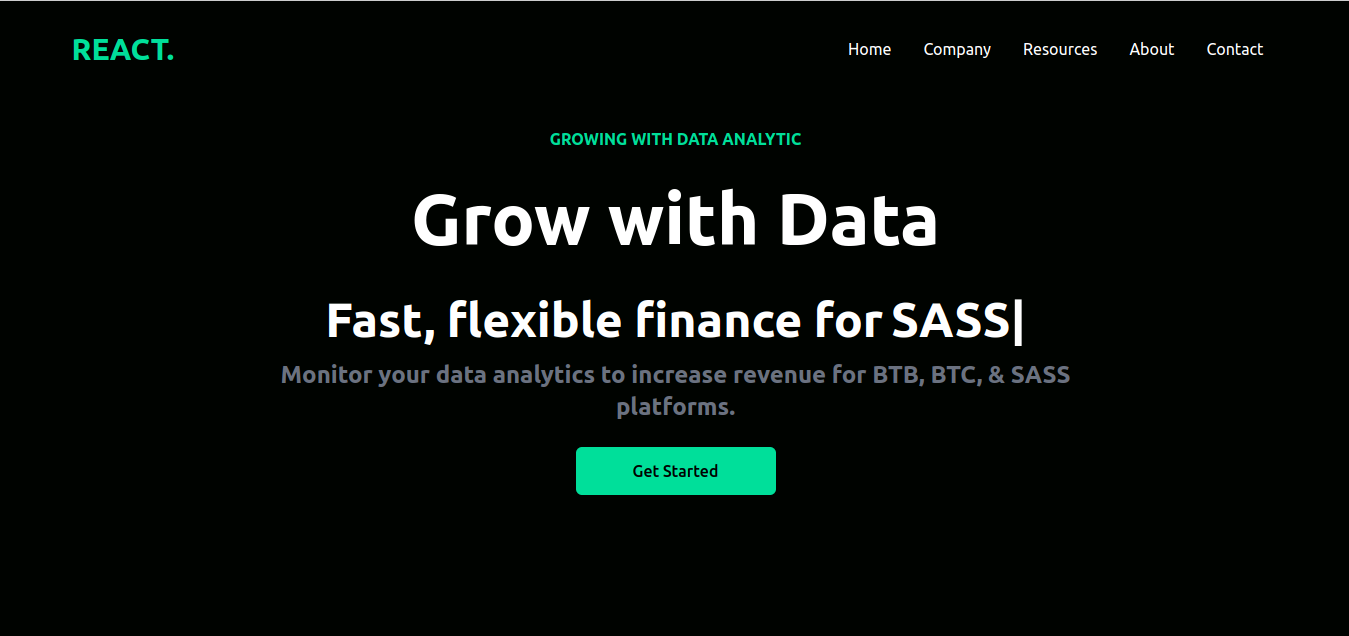 REACT.
Home Company Resources About Contact
GROWING WITH DATA ANALYTIC
Grow with Data
Fast, flexible finance for SASS|
Monitor your data analytics to increase revenue for BTB, BTC, & SASS
platforms.
Get Started